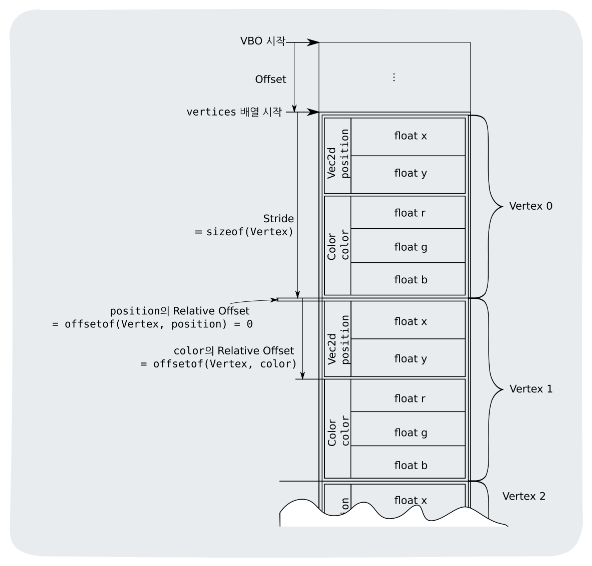 VBO 시작
Offset
⋮
vertices 배열 시작
Vec2d
position
float x
float y
Color
color
float r
float g
float b
Vertex 0
Stride
= sizeof(Vertex)
position의 Relative Offset
= offsetof(Vertex, position) = 0
color의 Relative Offset
= offsetof(Vertex, color)
Vec2d
position
float x
float y
Color
color
float r
float g
float b
Vertex 1
on
float x
Vertex 2